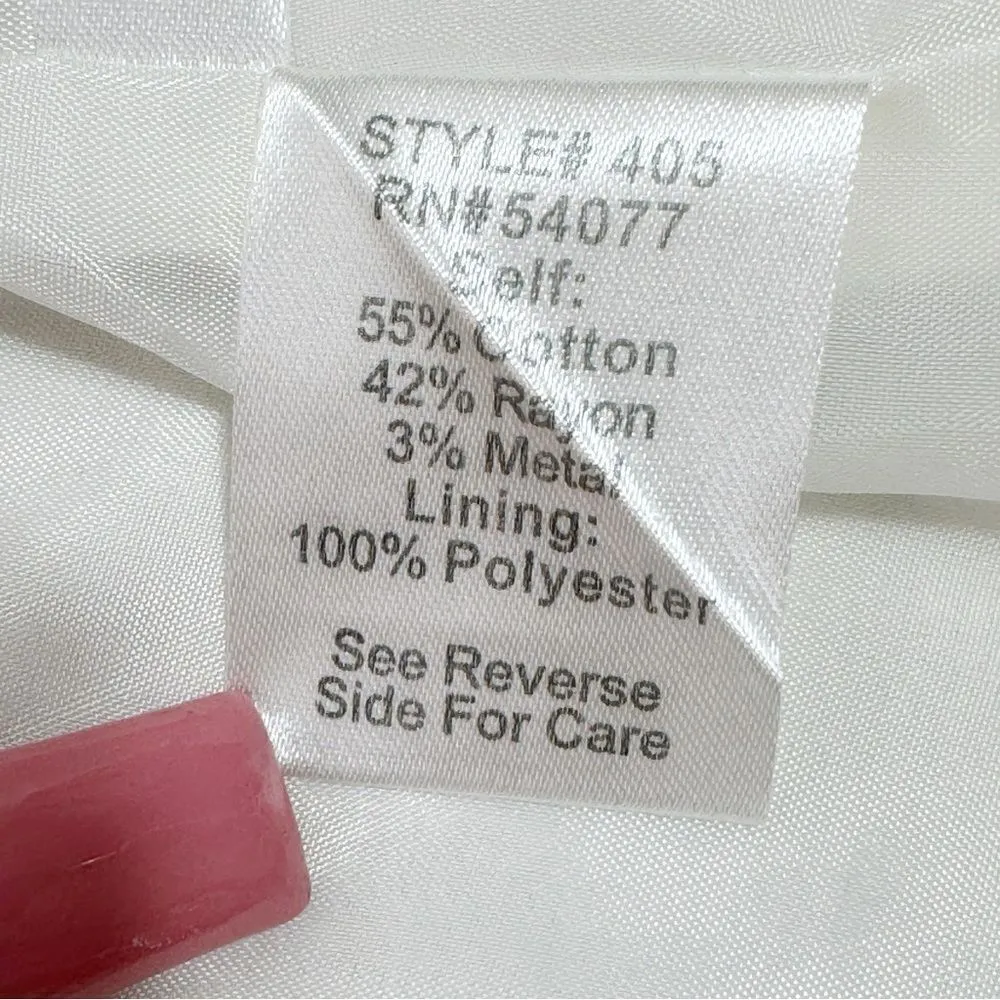 STYLE# 405
RN#54077
Self:
55% Cotton
42% Rayon
3% Metal
Lining:
100% Polyester
See Reverse
Side For Care